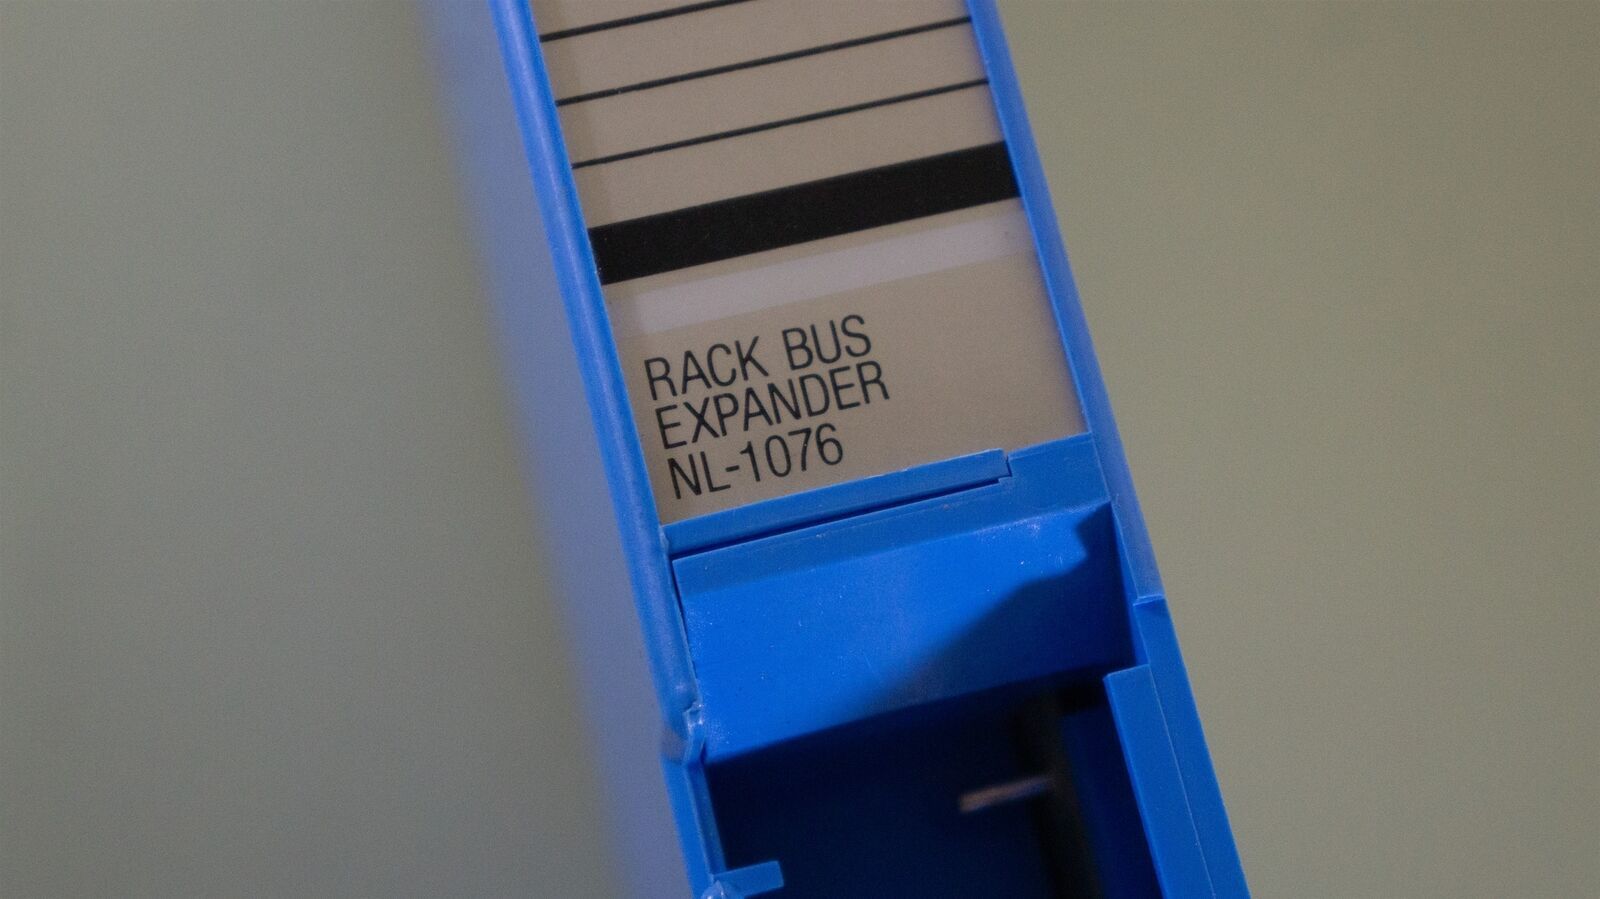 RACK BUS
EXPANDER
NL-1076